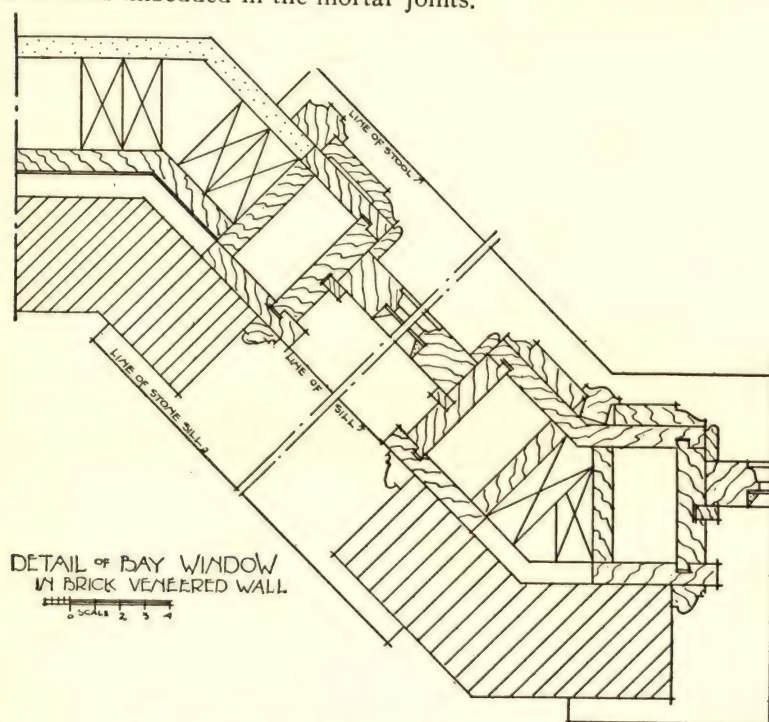 embedded in the mortar joints.
LINE OF STOOL
LINE OF STONE SILL
LINE OF SILL
DETAIL OF BAY WINDOW
IN BRICK VENEERED WALL
0 SCALE 2 3 4